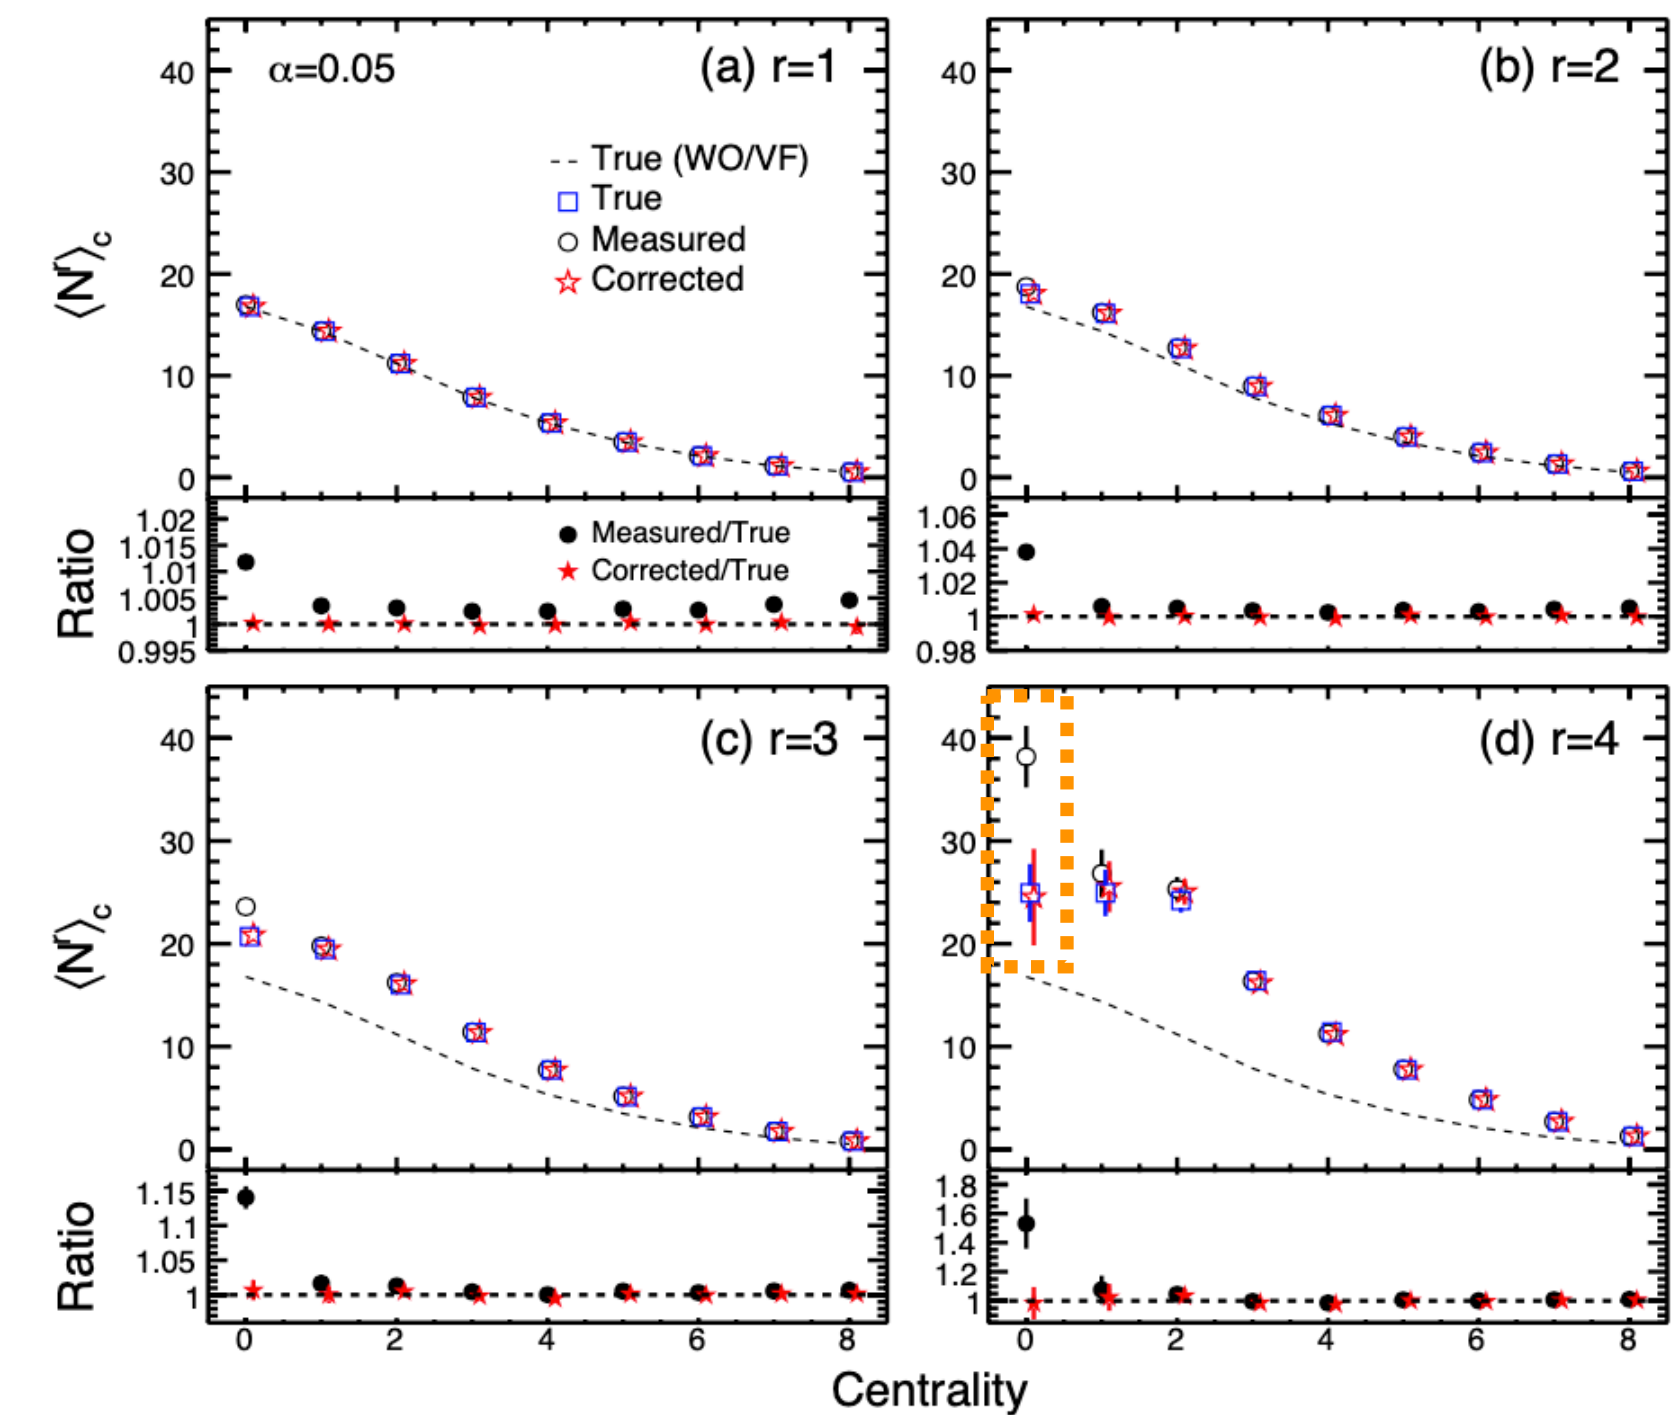 α=0.05
(a) r=1
40
30
20
10
0
⟨Nʳ⟩c
-- True (WO/VF)
True
Measured
Corrected
(b) r=2
40
30
20
10
0
1.02
1.015
1.01
1.005
1
0.995
Ratio
Measured/True
Corrected/True
1.06
1.04
1.02
1
0.98
(c) r=3
40
30
20
10
0
⟨Nʳ⟩c
(d) r=4
40
30
20
10
0
1.15
1.1
1.05
1
Ratio
1.8
1.6
1.4
1.2
1
0 2 4 6 8
0 2 4 6 8
Centrality